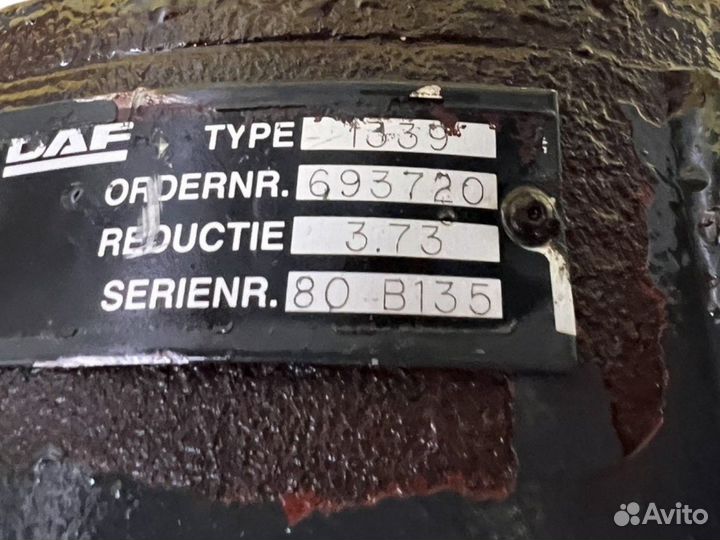 DAF TYPE 1339
ORDERNR. 693720
REDUCTIE 3.73
SERIENR. 80 B135
Avito